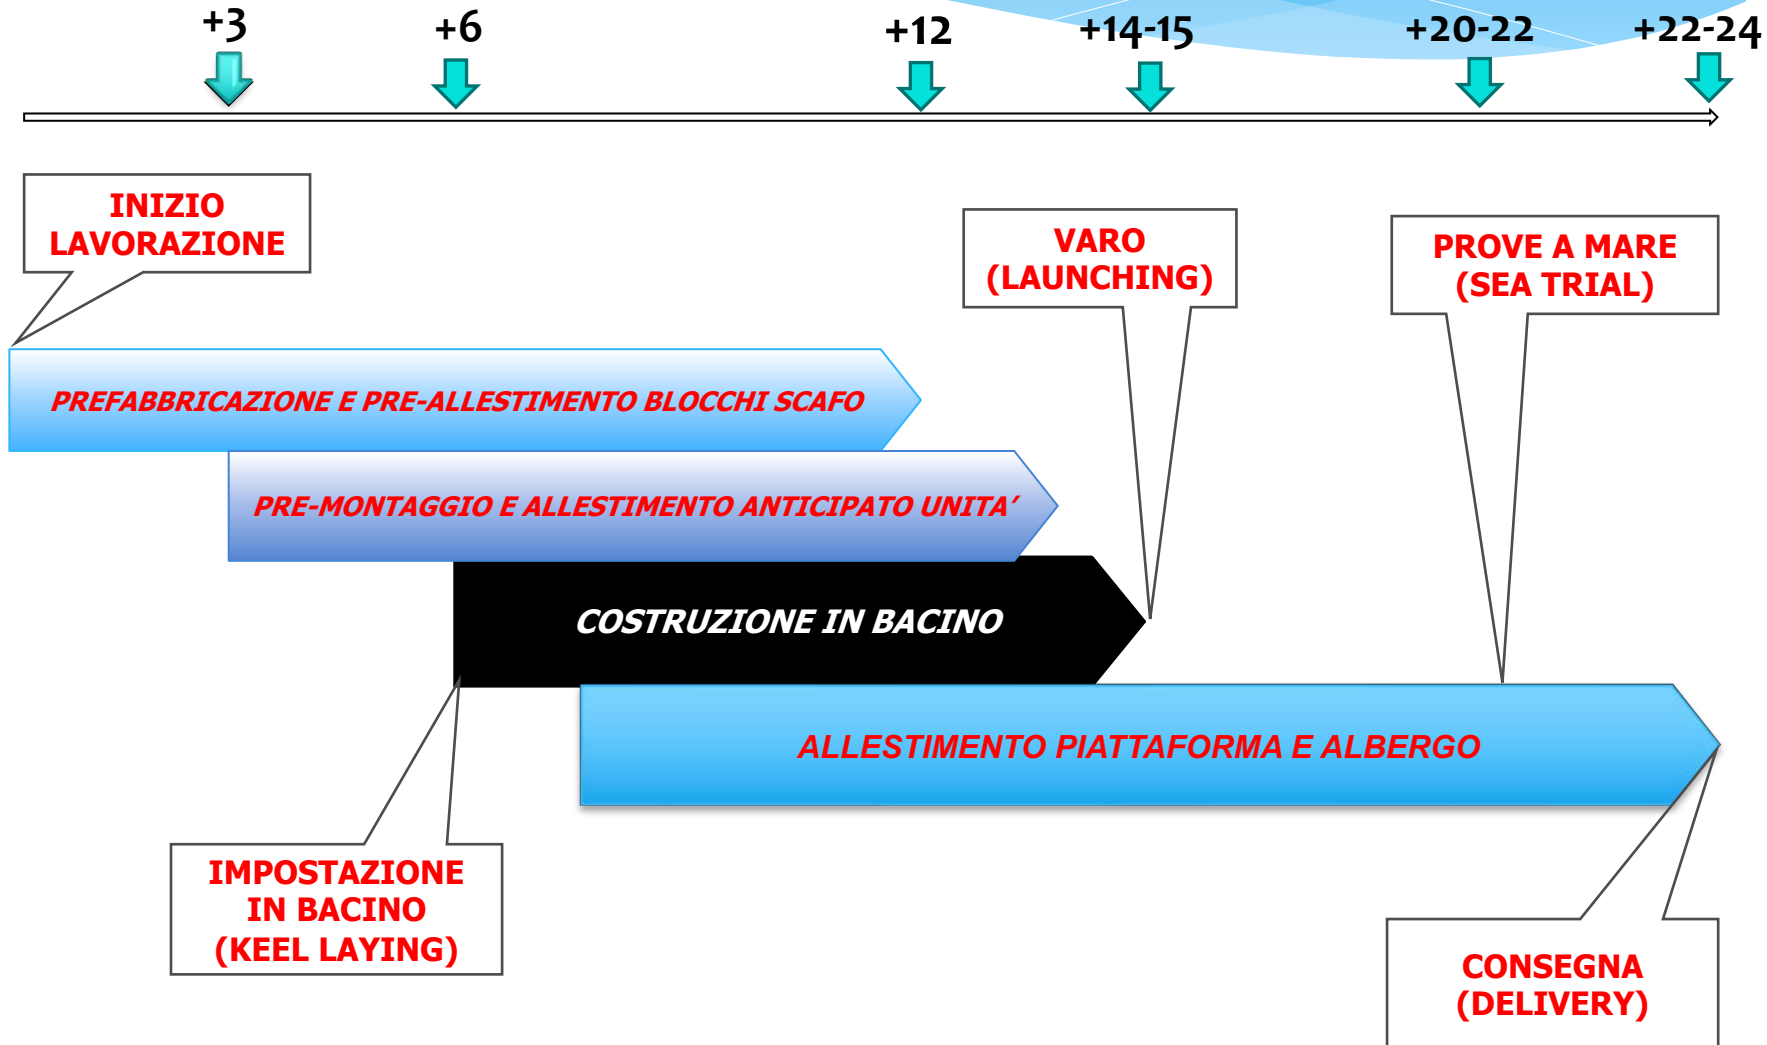 +3
+6
+12
+14-15
+20-22
+22-24
INIZIO
LAVORAZIONE
VARO
(LAUNCHING)
PROVE A MARE
(SEA TRIAL)
PREFABBRICAZIONE E PRE-ALLESTIMENTO BLOCCHI SCAFO
PRE-MONTAGGIO E ALLESTIMENTO ANTICIPATO UNITA’
COSTRUZIONE IN BACINO
ALLESTIMENTO PIATTAFORMA E ALBERGO
IMPOSTAZIONE
IN BACINO
(KEEL LAYING)
CONSEGNA
(DELIVERY)